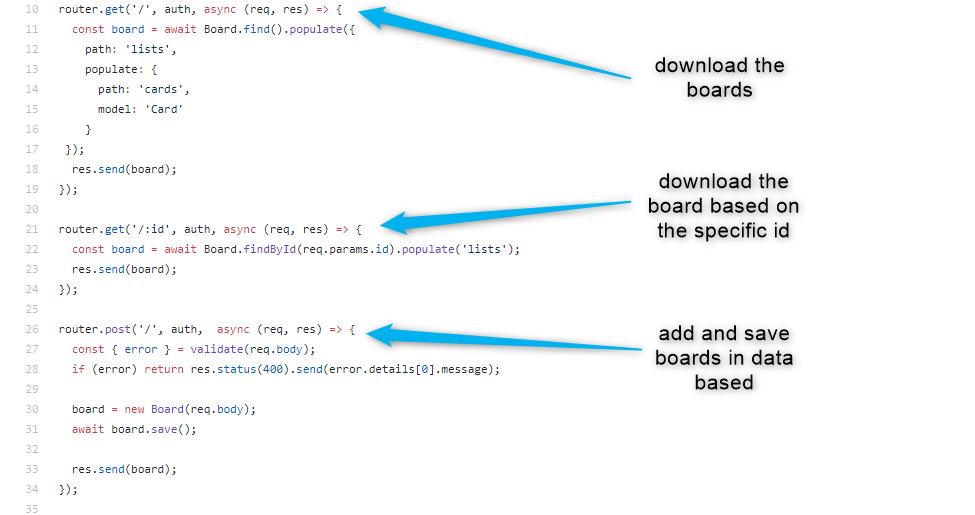 10 router.get('/', auth, async (req, res) => {
11 const board = await Board.find().populate({
12 path: 'lists',
13 populate: {
14 path: 'cards',
15 model: 'Card'
16 }
17 });
18 res.send(board);
19 });
20
21 router.get('/:id', auth, async (req, res) => {
22 const board = await Board.findById(req.params.id).populate('lists');
23 res.send(board);
24 });
25
26 router.post('/', auth,  async (req, res) => {
27 const { error } = validate(req.body);
28 if (error) return res.status(400).send(error.details[0].message);
29
30 board = new Board(req.body);
31 await board.save();
32
33 res.send(board);
34 });
35
download the
boards
download the
board based on
the specific id
add and save
boards in data
based